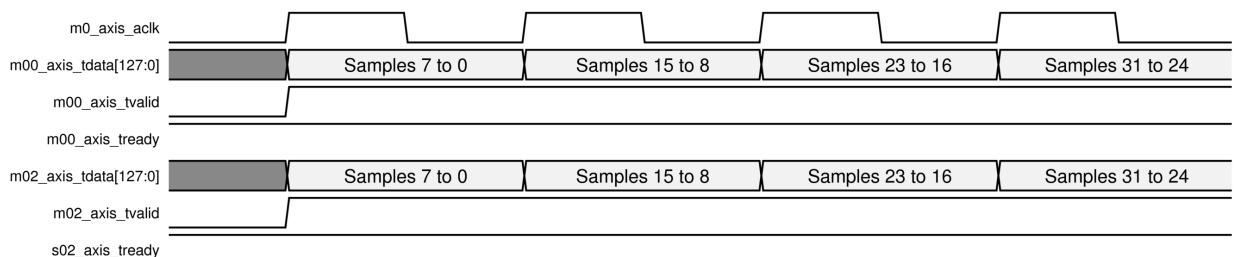 m0_axis_aclk
m00_axis_tdata[127:0] Samples 7 to 0 Samples 15 to 8 Samples 23 to 16 Samples 31 to 24
m00_axis_tvalid
m00_axis_tready
m02_axis_tdata[127:0] Samples 7 to 0 Samples 15 to 8 Samples 23 to 16 Samples 31 to 24
m02_axis_tvalid
s02_axis_tready